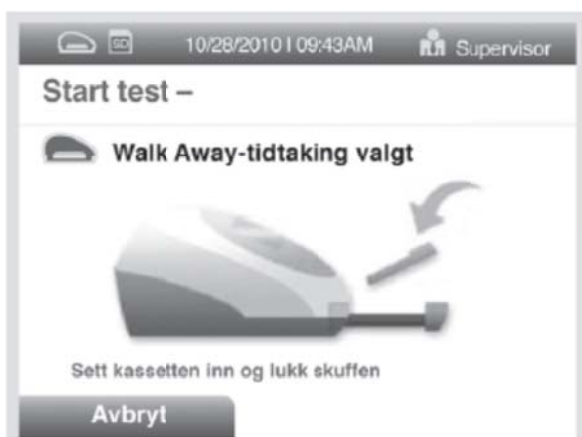 SD 10/28/2010 | 09:43AM Supervisor
Start test –
Walk Away-tidtaking valgt
Sett kassetten inn og lukk skuffen
Avbryt